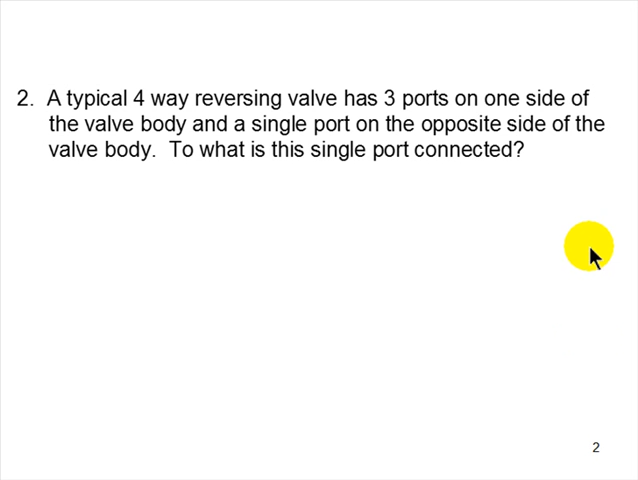 2. A typical 4 way reversing valve has 3 ports on one side of
the valve body and a single port on the opposite side of the
valve body. To what is this single port connected?
2